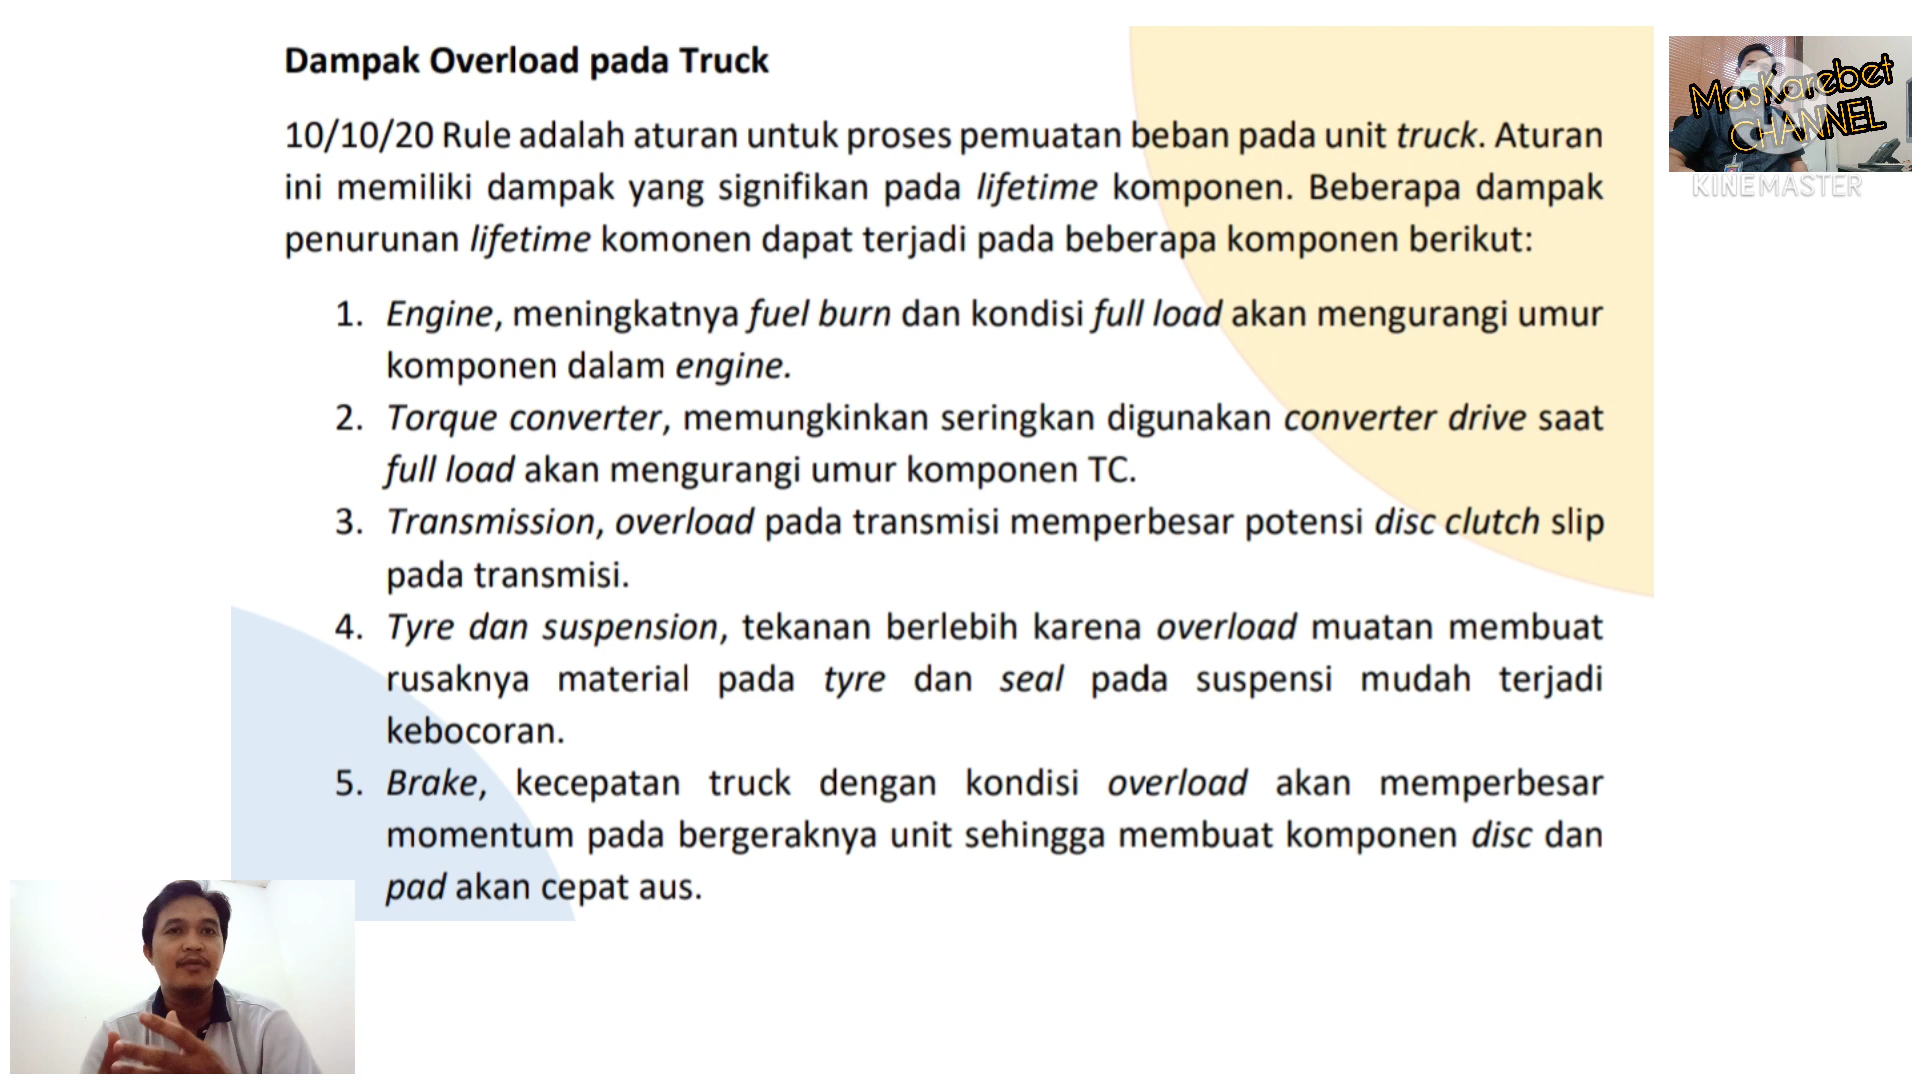 Dampak Overload pada Truck
10/10/20 Rule adalah aturan untuk proses pemuatan beban pada unit truck. Aturan
ini memiliki dampak yang signifikan pada lifetime komponen. Beberapa dampak
penurunan lifetime komonen dapat terjadi pada beberapa komponen berikut:
1. Engine, meningkatnya fuel burn dan kondisi full load akan mengurangi umur
komponen dalam engine.
2. Torque converter, memungkinkan seringkan digunakan converter drive saat
full load akan mengurangi umur komponen TC.
3. Transmission, overload pada transmisi memperbesar potensi disc clutch slip
pada transmisi.
4. Tyre dan suspension, tekanan berlebih karena overload muatan membuat
rusaknya material pada tyre dan seal pada suspensi mudah terjadi
kebocoran.
5. Brake, kecepatan truck dengan kondisi overload akan memperbesar
momentum pada bergeraknya unit sehingga membuat komponen disc dan
pad akan cepat aus.
MasKarebet
CHANNEL
KINEMASTER